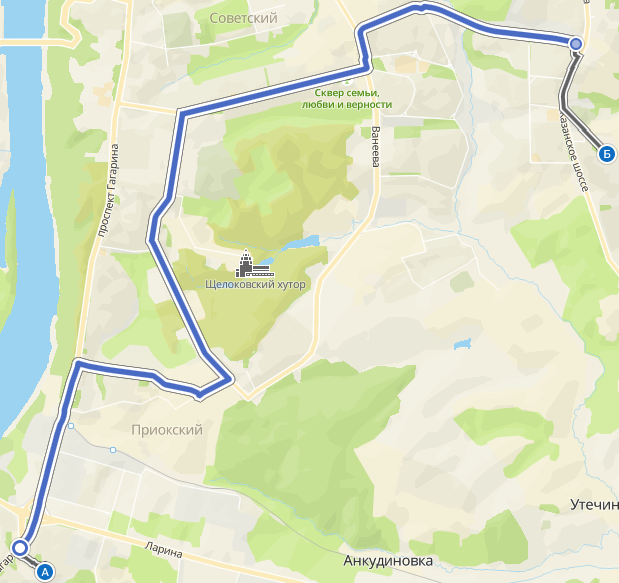 Советский
Сквер семьи,
любви и верности
Ванеева
Казанское шоссе
Б
проспект Гагарина
Щелоковский хутор
Приокский
Утечин
Ларина
Анкудиновка
А